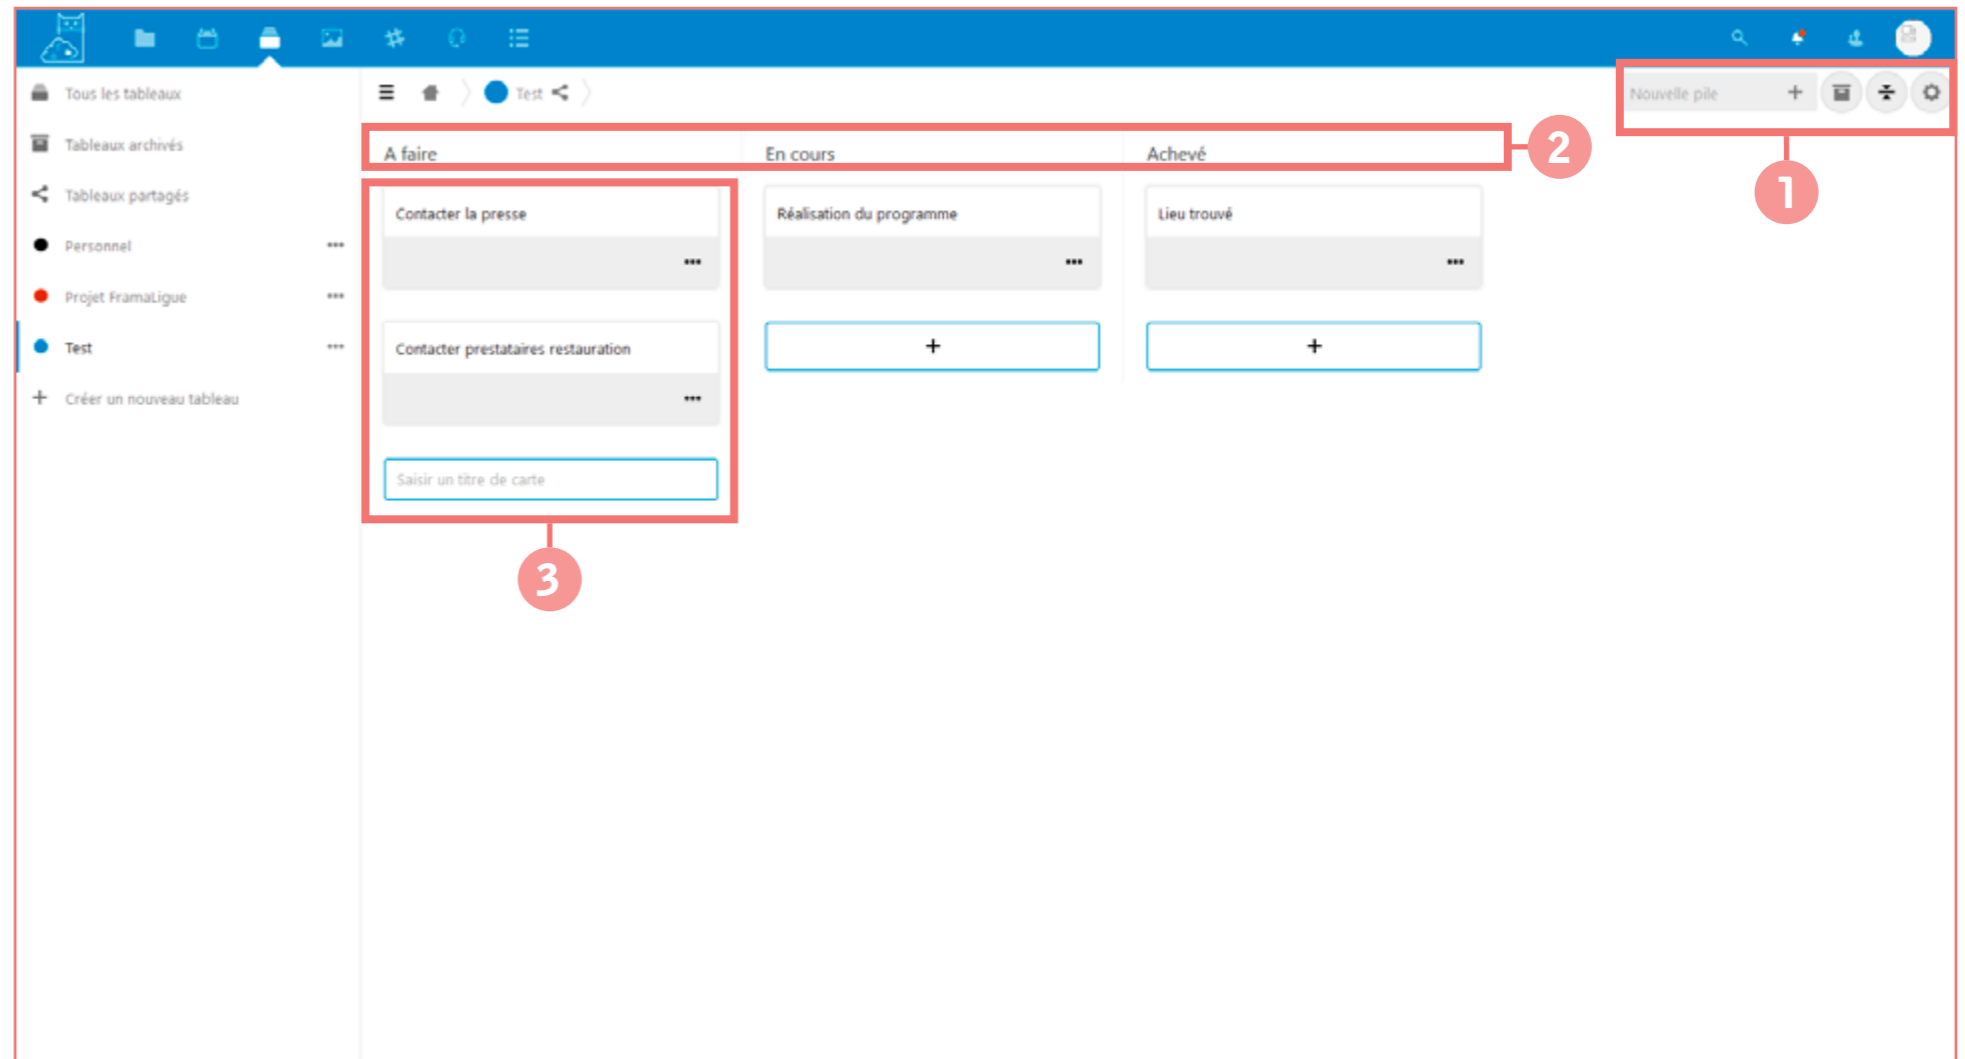 Tous les tableaux
Test
Nouvelle pile
Tableaux archivés
A faire
En cours
Achevé
2
1
Tableaux partagés
Contacter la presse
Réalisation du programme
Lieu trouvé
Personnel
Projet FramaLigue
Test
Contacter prestataires restauration
Créer un nouveau tableau
Saisir un titre de carte
3